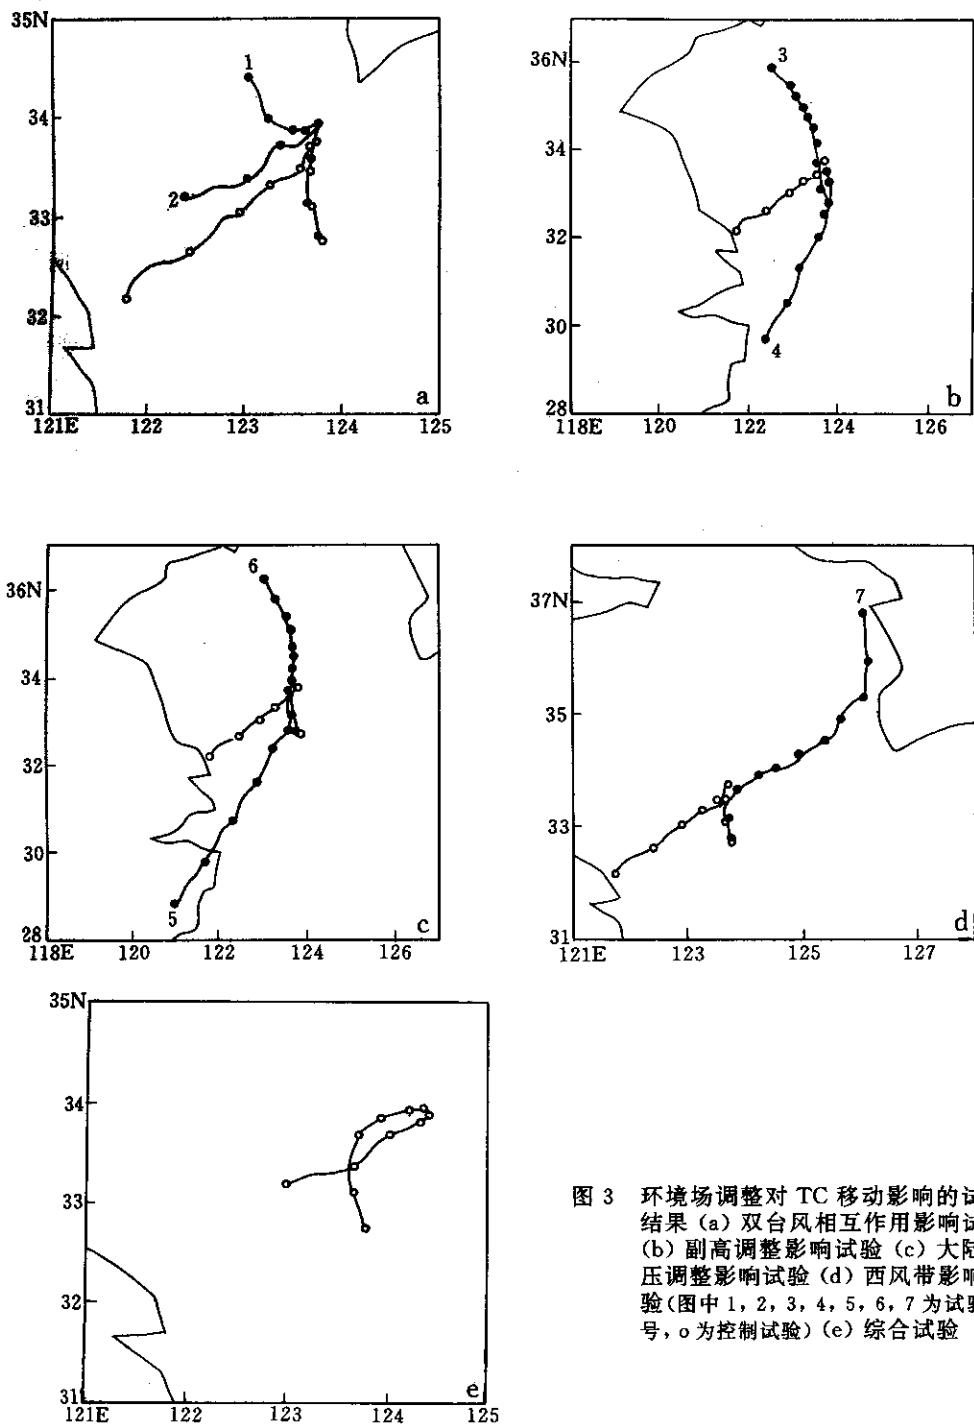 35N
34
33
32
31
121E 122 123 124 125
1
2
a
36N
34
32
30
28
118E 120 122 124 126
3
4
b
36N
34
32
30
28
118E 120 122 124 126
6
5
c
37N
35
33
31
121E 123 125 127
7
d
35N
34
33
32
31
121E 122 123 124 125
e
图 3 环境场调整对 TC 移动影响的试
结果 (a) 双台风相互作用影响试
(b) 副高调整影响试验 (c) 大陆
压调整影响试验 (d) 西风带影响
验(图中 1, 2, 3, 4, 5, 6, 7 为试验
号, o 为控制试验) (e) 综合试验